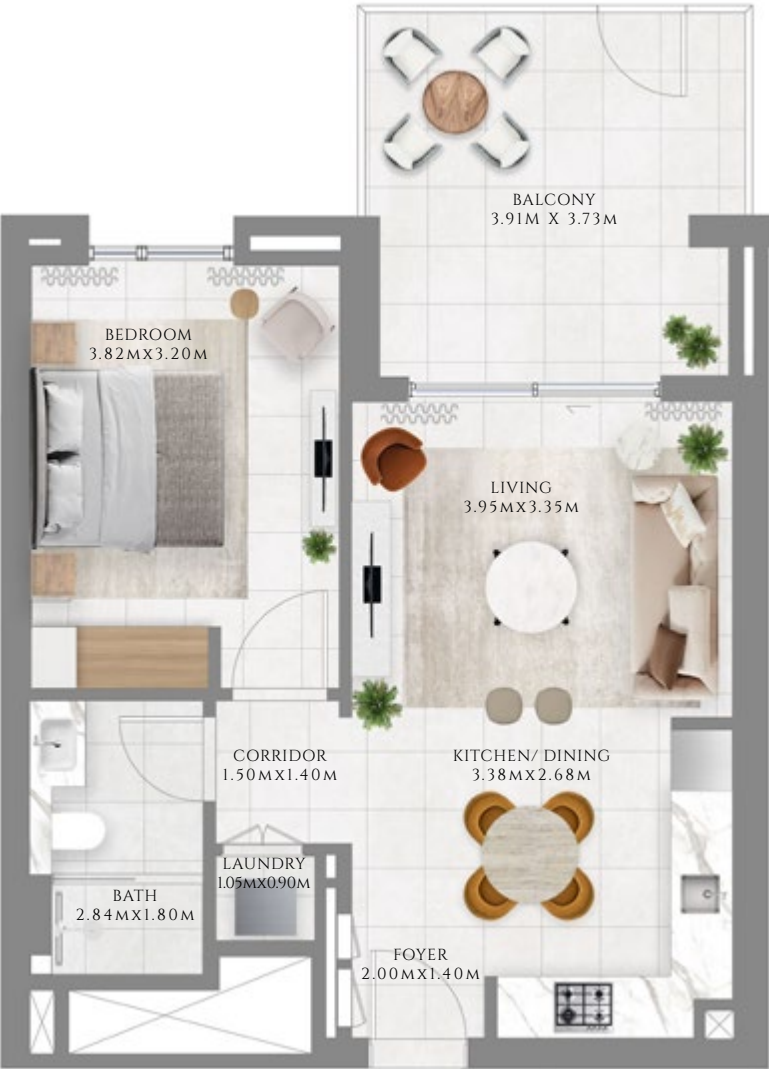 BALCONY
3.91M X 3.73M
BEDROOM
3.82MX3.20M
LIVING
3.95MX3.35M
CORRIDOR
1.50MX1.40M
KITCHEN/ DINING
3.38MX2.68M
LAUNDRY
1.05MX0.90M
BATH
2.84MX1.80M
FOYER
2.00MX1.40M